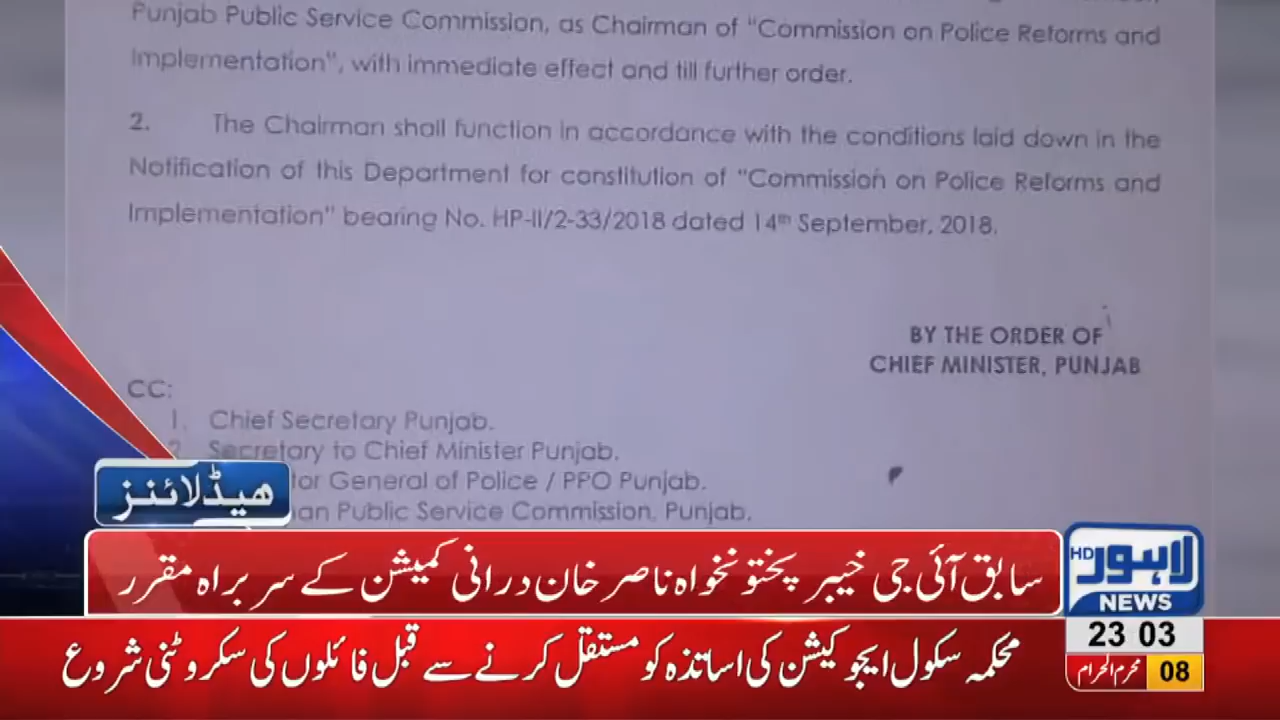 Punjab Public Service Commission, as Chairman of "Commission on Police Reforms and
Implementation", with immediate effect and till further order.
2. The Chairman shall function in accordance with the conditions laid down in the
Notification of this Department for constitution of "Commission on Police Reforms and
Implementation" bearing No. HP-II/2-33/2018 dated 14th September, 2018.
BY THE ORDER OF
CHIEF MINISTER, PUNJAB
CC:
1. Chief Secretary Punjab.
2. Secretary to Chief Minister Punjab.
tor General of Police / PPO Punjab.
an Public Service Commission, Punjab.
ھیڈلائنز
سابق آئی جی خیبر پختونخواہ ناصر خان درانی کمیشن کے سربراہ مقرر
محکمہ سکول ایجوکیشن کی اساتذہ کو مستقل کرنے سے قبل فائلوں کی سکروٹنی شروع
HD لاہور
NEWS
23 03
محرم الحرام 08